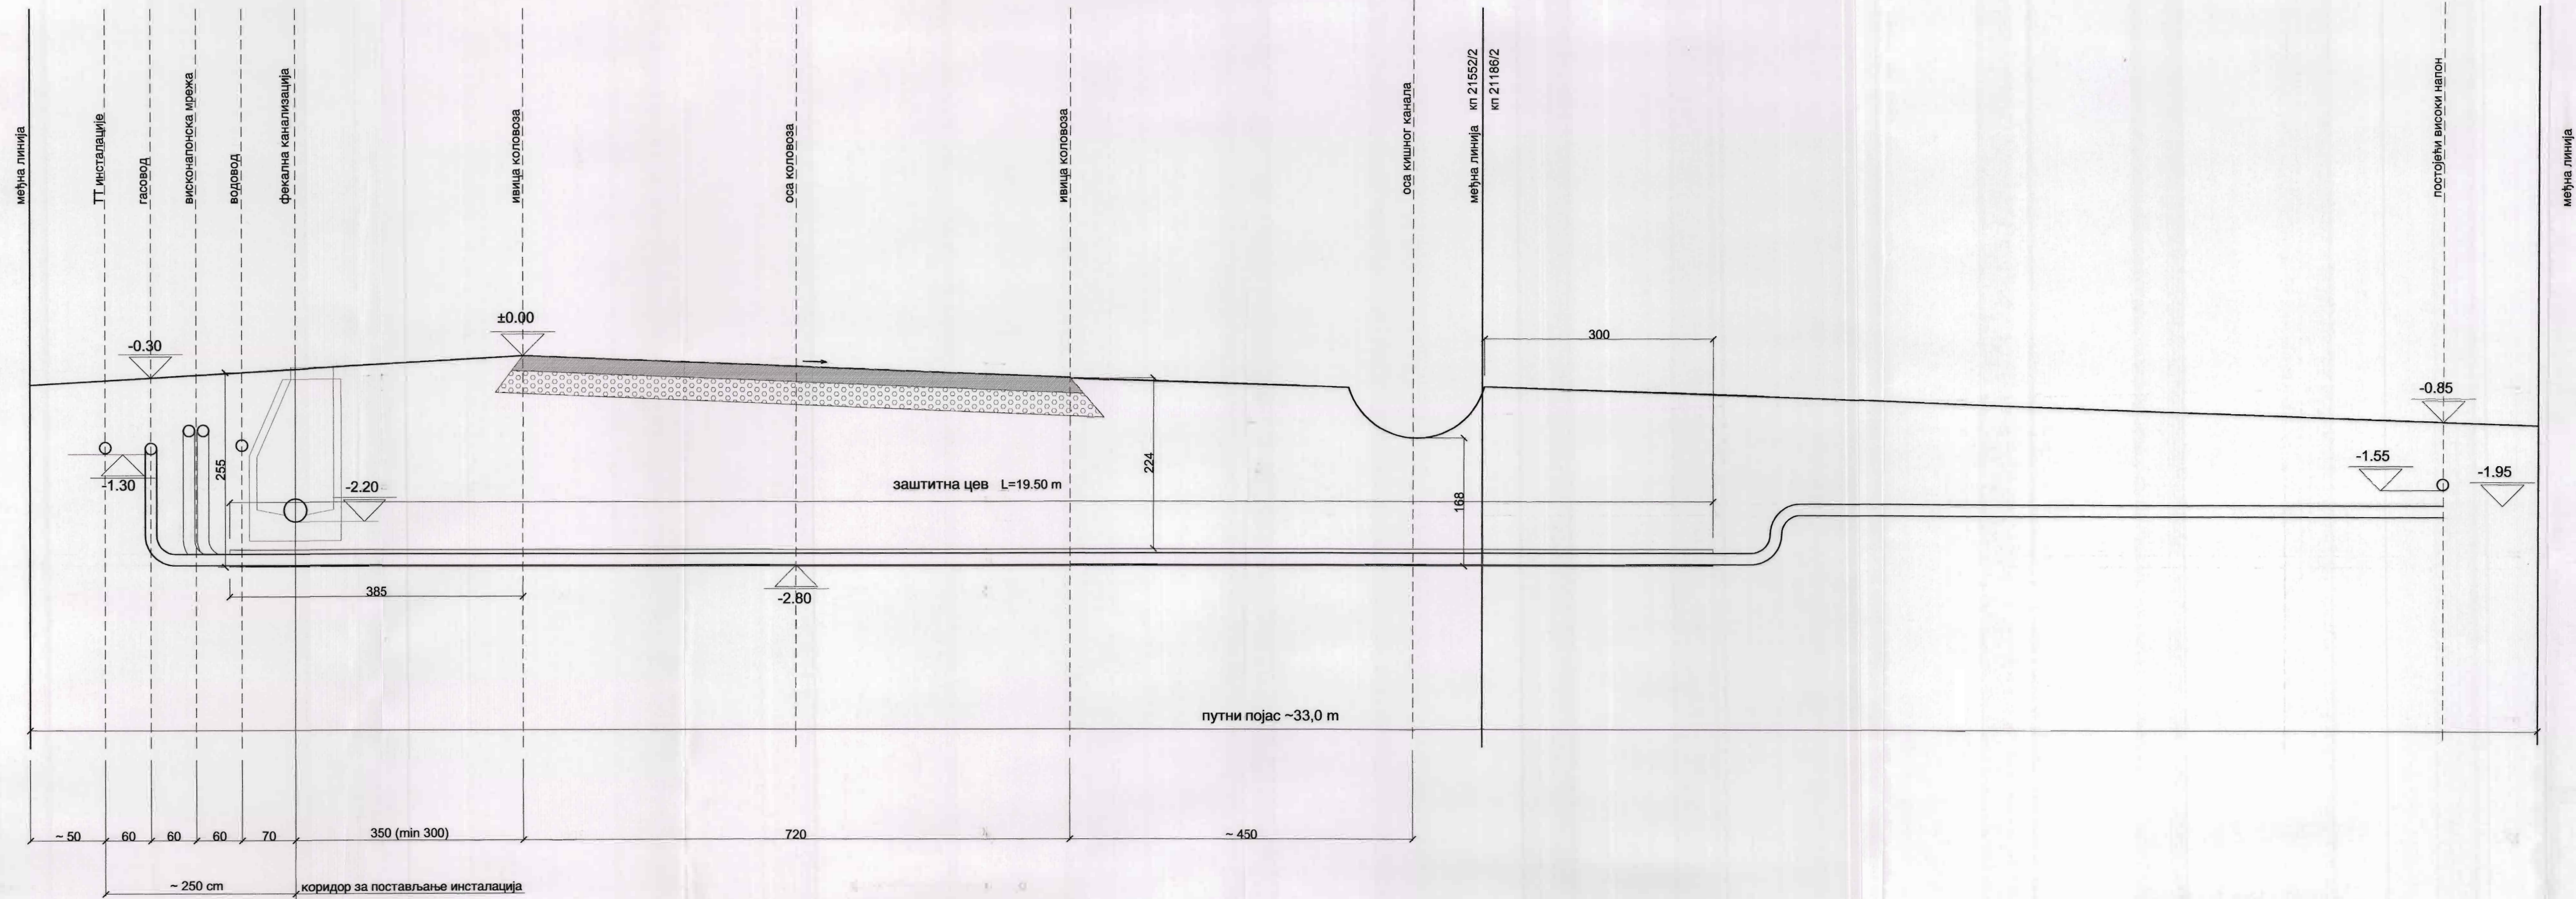 међна линија
ТТ инсталације
гасовод
висконапонска мрежа
водовод
фекална канализација
ивица коловоза
оса коловоза
ивица коловоза
оса кишног канала
међна линија кп 21552/2
кп 21186/2
постојећи високи напон
међна линија
±0.00
-0.30
300
-0.85
-1.30
255
-2.20
заштитна цев L=19.50 m
224
168
-1.55
-1.95
385
-2.80
путни појас ~33,0 m
~ 50
60
60
60
70
350 (min 300)
720
~ 450
~ 250 cm
коридор за постављање инсталација